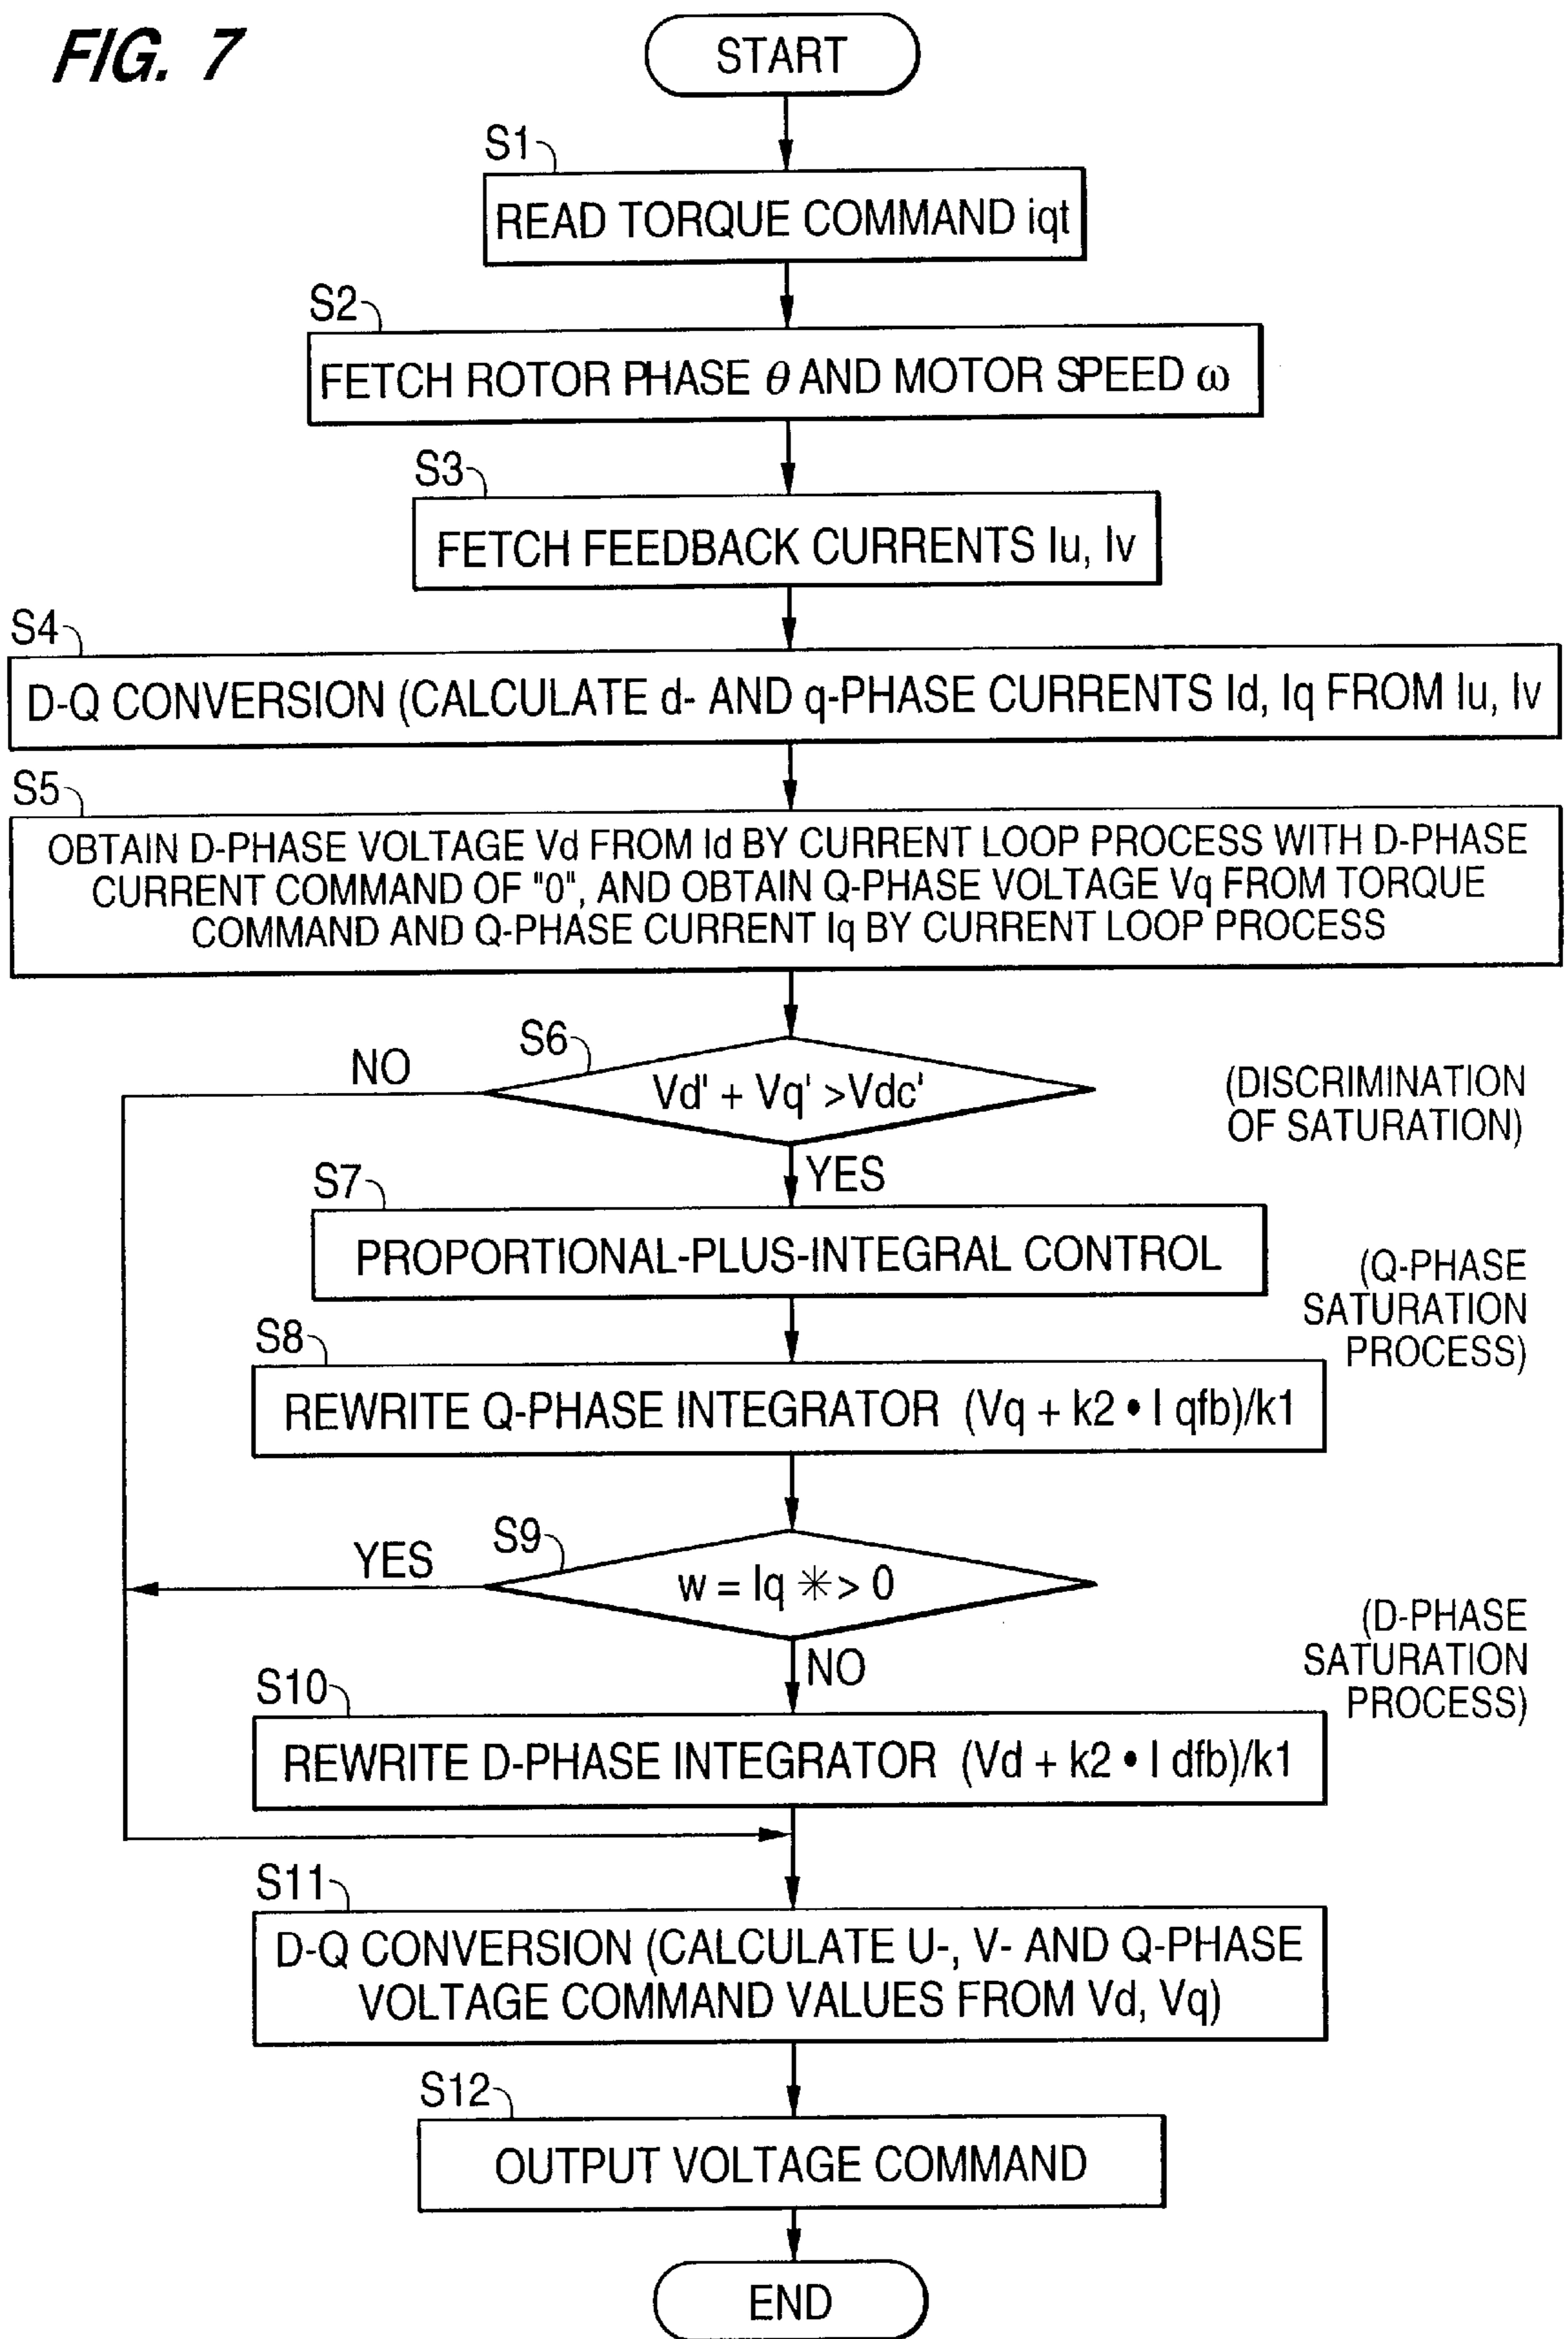 FIG. 7
START
S1
READ TORQUE COMMAND iqt
S2
FETCH ROTOR PHASE θ AND MOTOR SPEED ω
S3
FETCH FEEDBACK CURRENTS Iu, Iv
S4
D-Q CONVERSION (CALCULATE d- AND q-PHASE CURRENTS Id, Iq FROM Iu, Iv
S5
OBTAIN D-PHASE VOLTAGE Vd FROM Id BY CURRENT LOOP PROCESS WITH D-PHASE
CURRENT COMMAND OF "0", AND OBTAIN Q-PHASE VOLTAGE Vq FROM TORQUE
COMMAND AND Q-PHASE CURRENT Iq BY CURRENT LOOP PROCESS
S6
NO
Vd' + Vq' >Vdc'
(DISCRIMINATION
OF SATURATION)
YES
S7
PROPORTIONAL-PLUS-INTEGRAL CONTROL
(Q-PHASE
SATURATION
PROCESS)
S8
REWRITE Q-PHASE INTEGRATOR (Vq + k2 • I qfb)/k1
S9
YES
w = Iq ✳> 0
(D-PHASE
SATURATION
PROCESS)
NO
S10
REWRITE D-PHASE INTEGRATOR (Vd + k2 • I dfb)/k1
S11
D-Q CONVERSION (CALCULATE U-, V- AND Q-PHASE
VOLTAGE COMMAND VALUES FROM Vd, Vq)
S12
OUTPUT VOLTAGE COMMAND
END